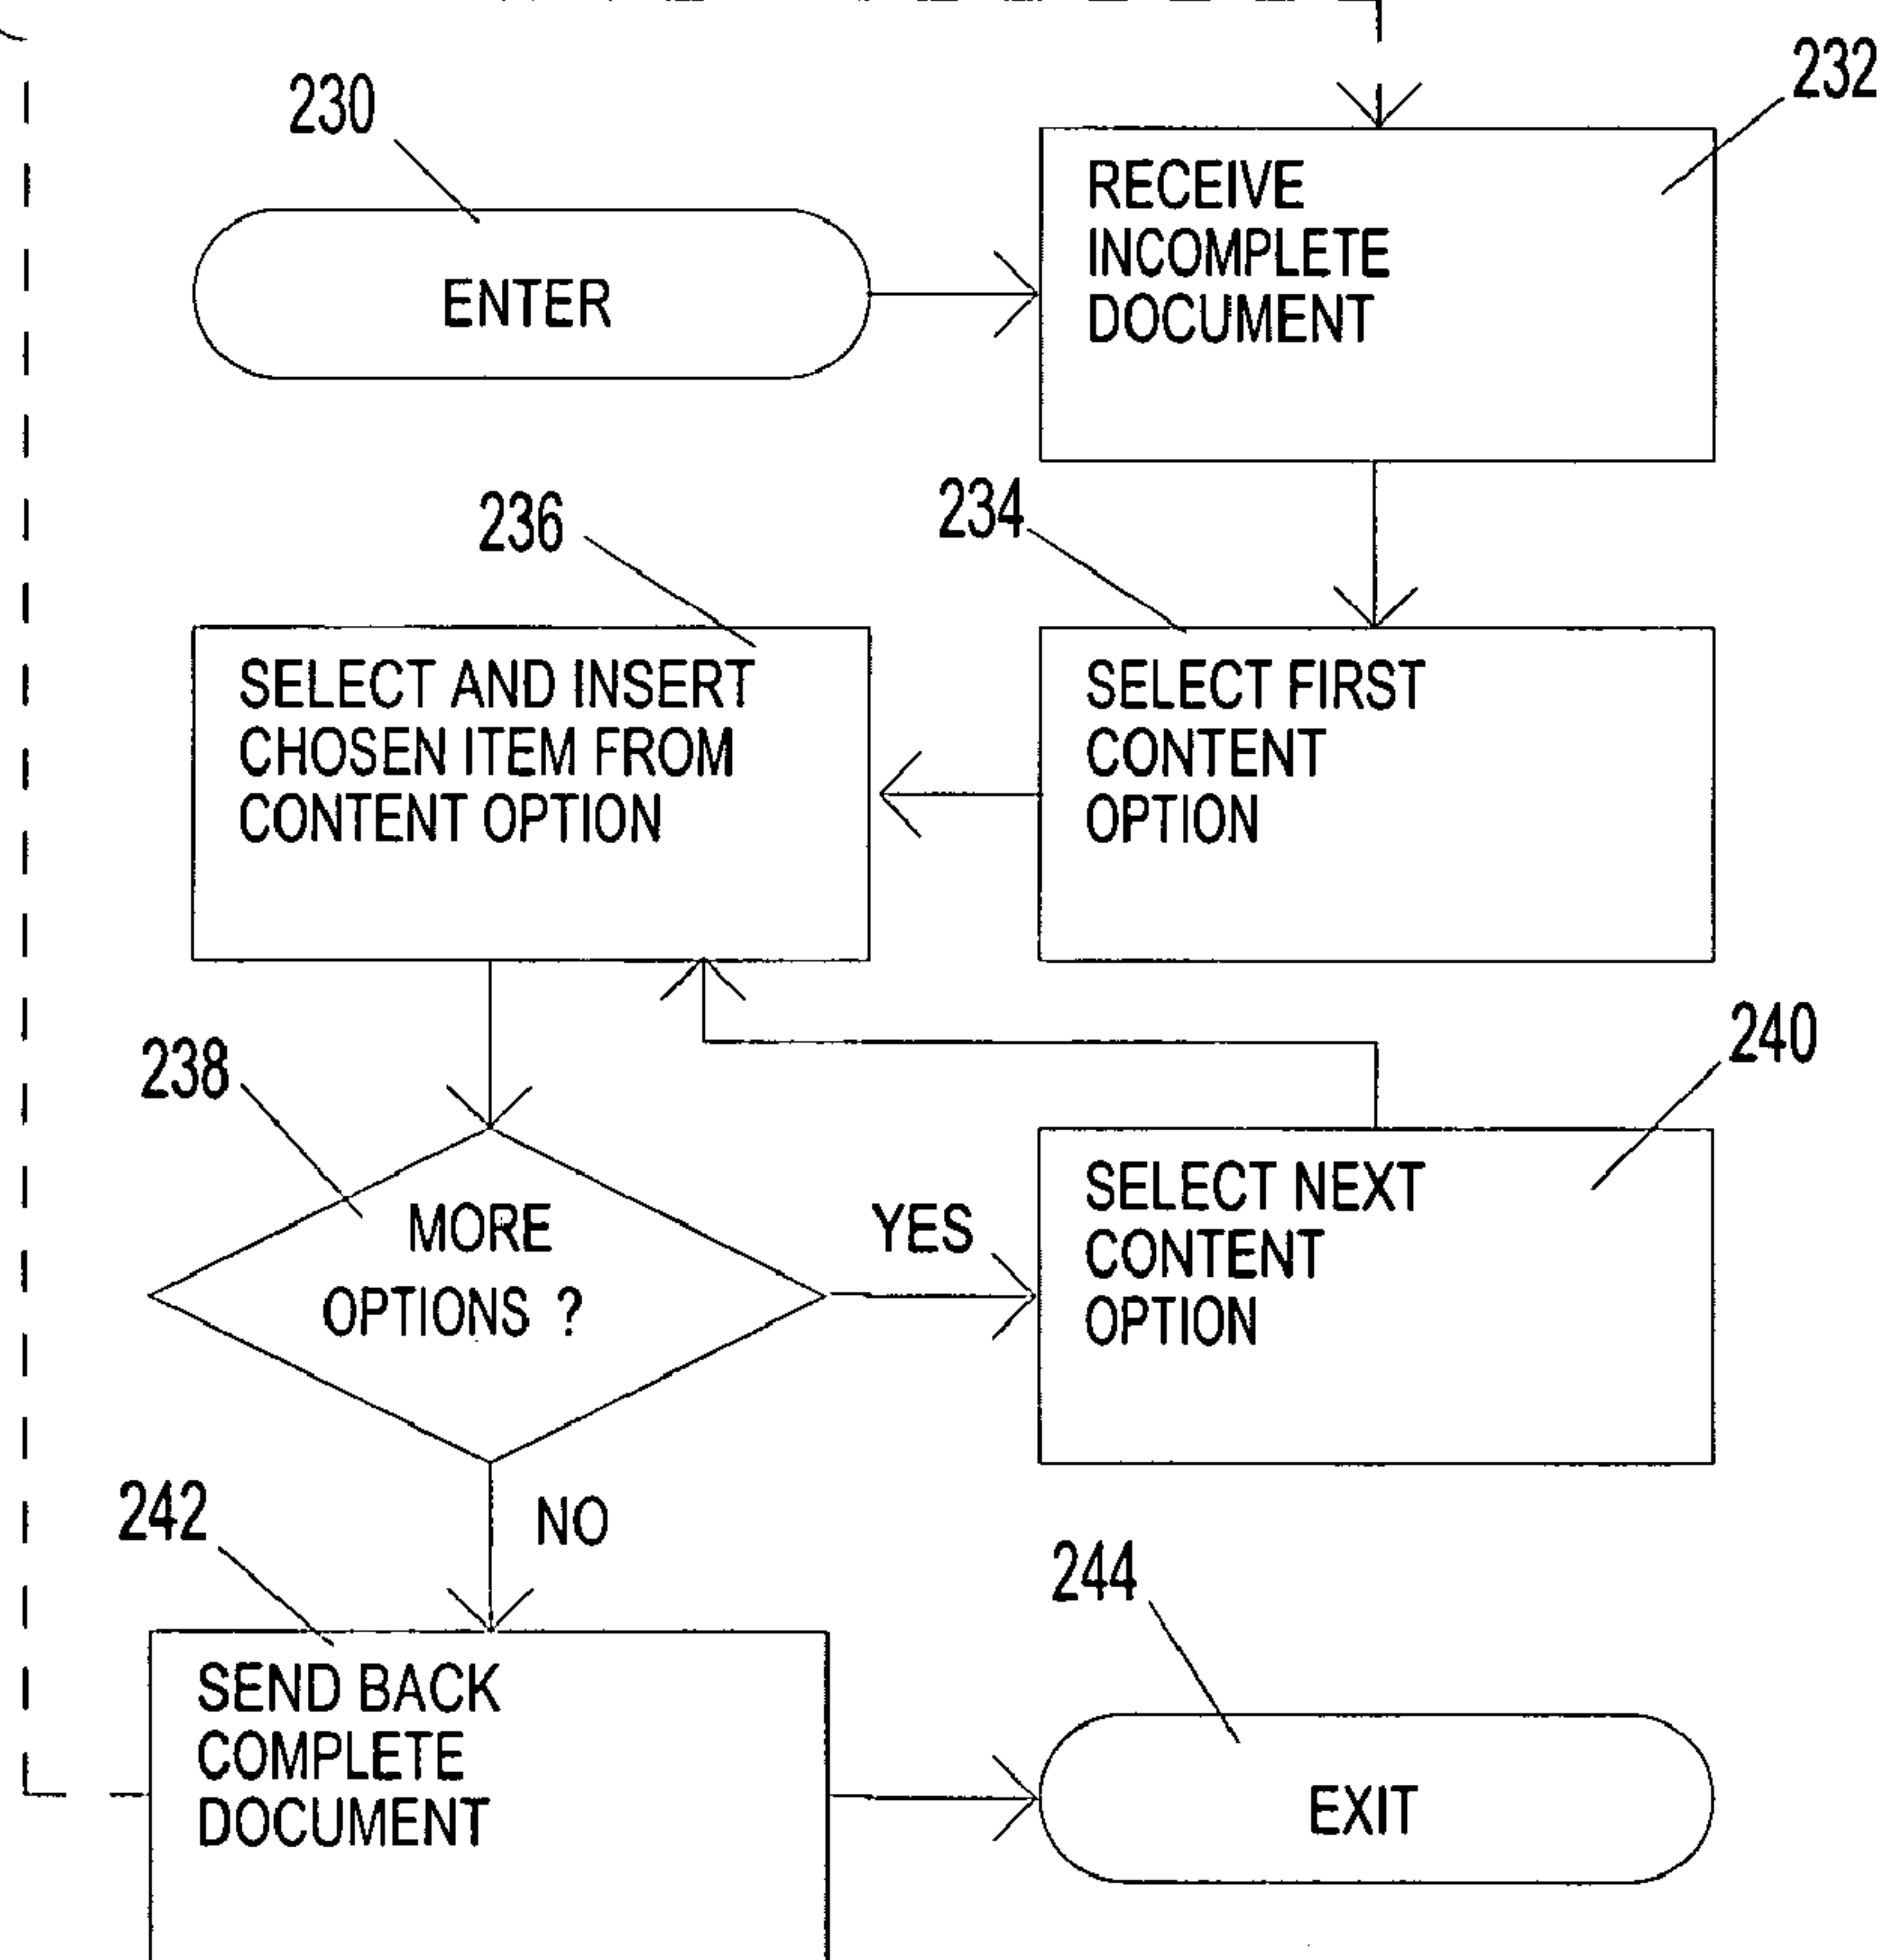 230
ENTER
232
RECEIVE
INCOMPLETE
DOCUMENT
236
SELECT AND INSERT
CHOSEN ITEM FROM
CONTENT OPTION
234
SELECT FIRST
CONTENT
OPTION
238
MORE
OPTIONS ?
YES
240
SELECT NEXT
CONTENT
OPTION
NO
242
SEND BACK
COMPLETE
DOCUMENT
244
EXIT